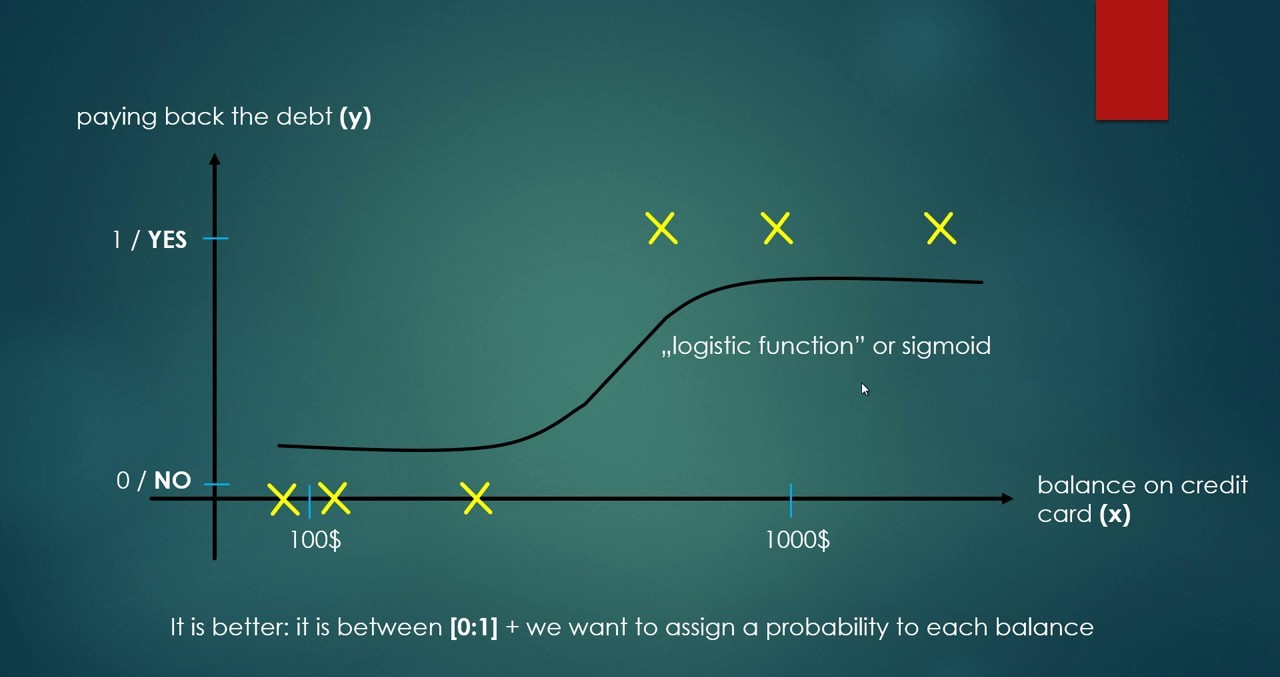 paying back the debt (y)
1 / YES
„logistic function” or sigmoid
0 / NO
balance on credit
card (x)
100$
1000$
It is better: it is between [0:1] + we want to assign a probability to each balance